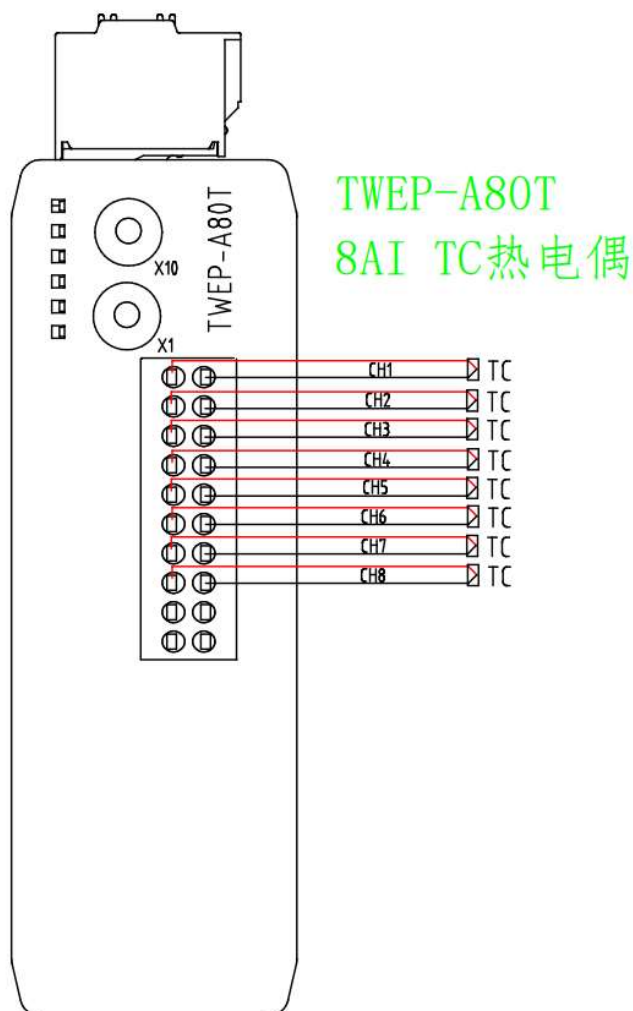 TWEP-A80T
8AI TC热电偶
TWEP-A80T
X10
X1
CH1 TC
CH2 TC
CH3 TC
CH4 TC
CH5 TC
CH6 TC
CH7 TC
CH8 TC